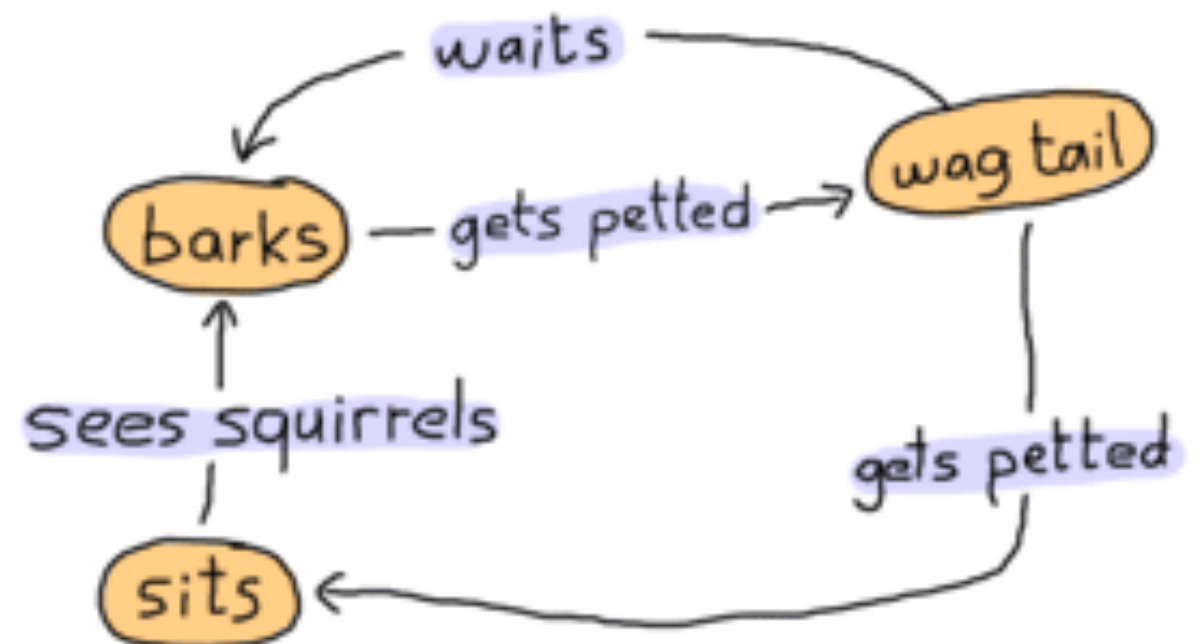 waits
wag tail
barks
gets petted
sees squirrels
gets petted
sits